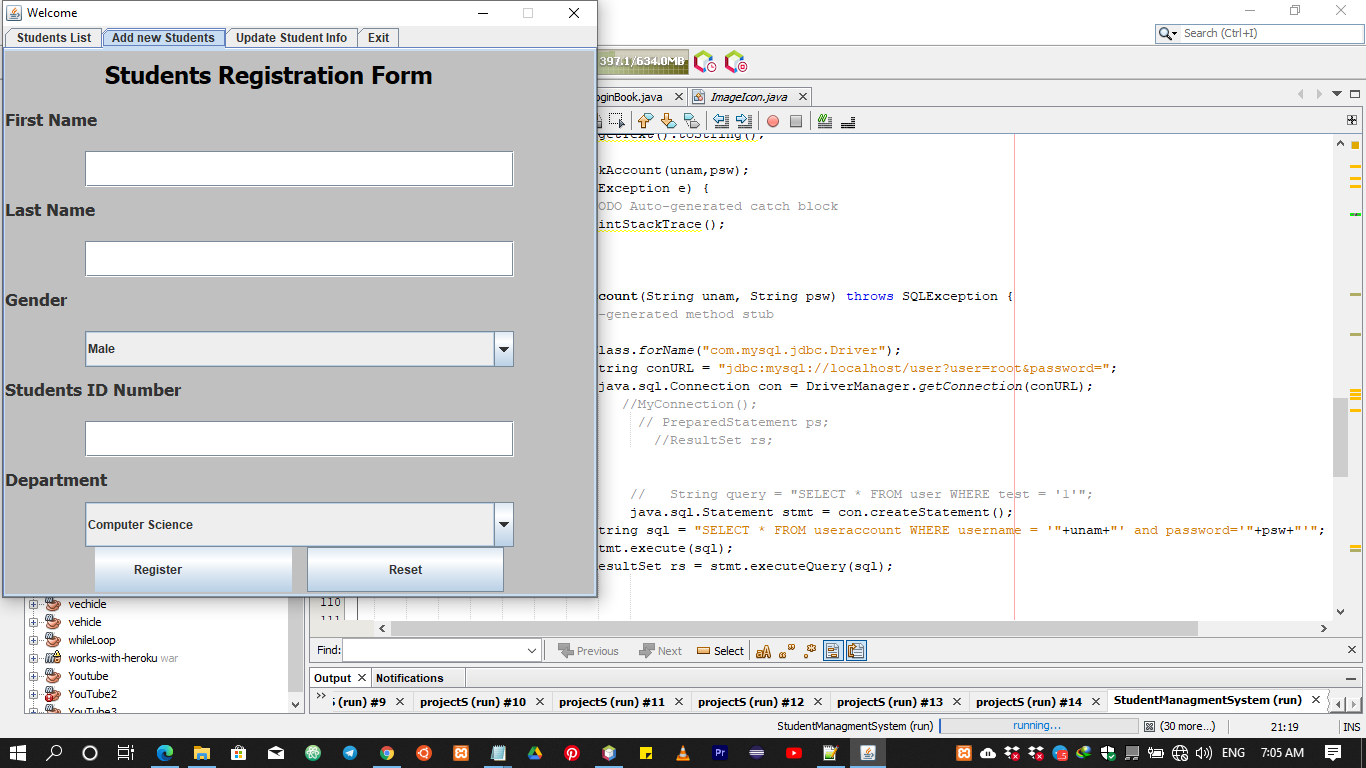 Welcome
Students List Add new Students Update Student Info Exit
Students Registration Form
First Name
Last Name
Gender
Male
Students ID Number
Department
Computer Science
Register Reset
Search (Ctrl+I)
397.1/634.0MB
oginBook.java ImageIcon.java
getText().toString();
kAccount(unam,psw);
Exception e) {
ODO Auto-generated catch block
intStackTrace();
count(String unam, String psw) throws SQLException {
-generated method stub
lass.forName("com.mysql.jdbc.Driver");
tring conURL = "jdbc:mysql://localhost/user?user=root&password=";
java.sql.Connection con = DriverManager.getConnection(conURL);
//MyConnection();
// PreparedStatement ps;
//ResultSet rs;
// String query = "SELECT * FROM user WHERE test = '1'";
java.sql.Statement stmt = con.createStatement();
tring sql = "SELECT * FROM useraccount WHERE username = '"+unam+"' and password='"+psw+"'";
tmt.execute(sql);
esultSet rs = stmt.executeQuery(sql);
110
111
vechicle
vehicle
whileLoop
works-with-heroku war
Youtube
YouTube2
YouTube3
Find: Previous Next Select
Output Notifications
S (run) #9 projectS (run) #10 projectS (run) #11 projectS (run) #12 projectS (run) #13 projectS (run) #14 StudentManagmentSystem (run)
StudentManagmentSystem (run) running... (30 more...) 21:19 INS
ENG 7:05 AM